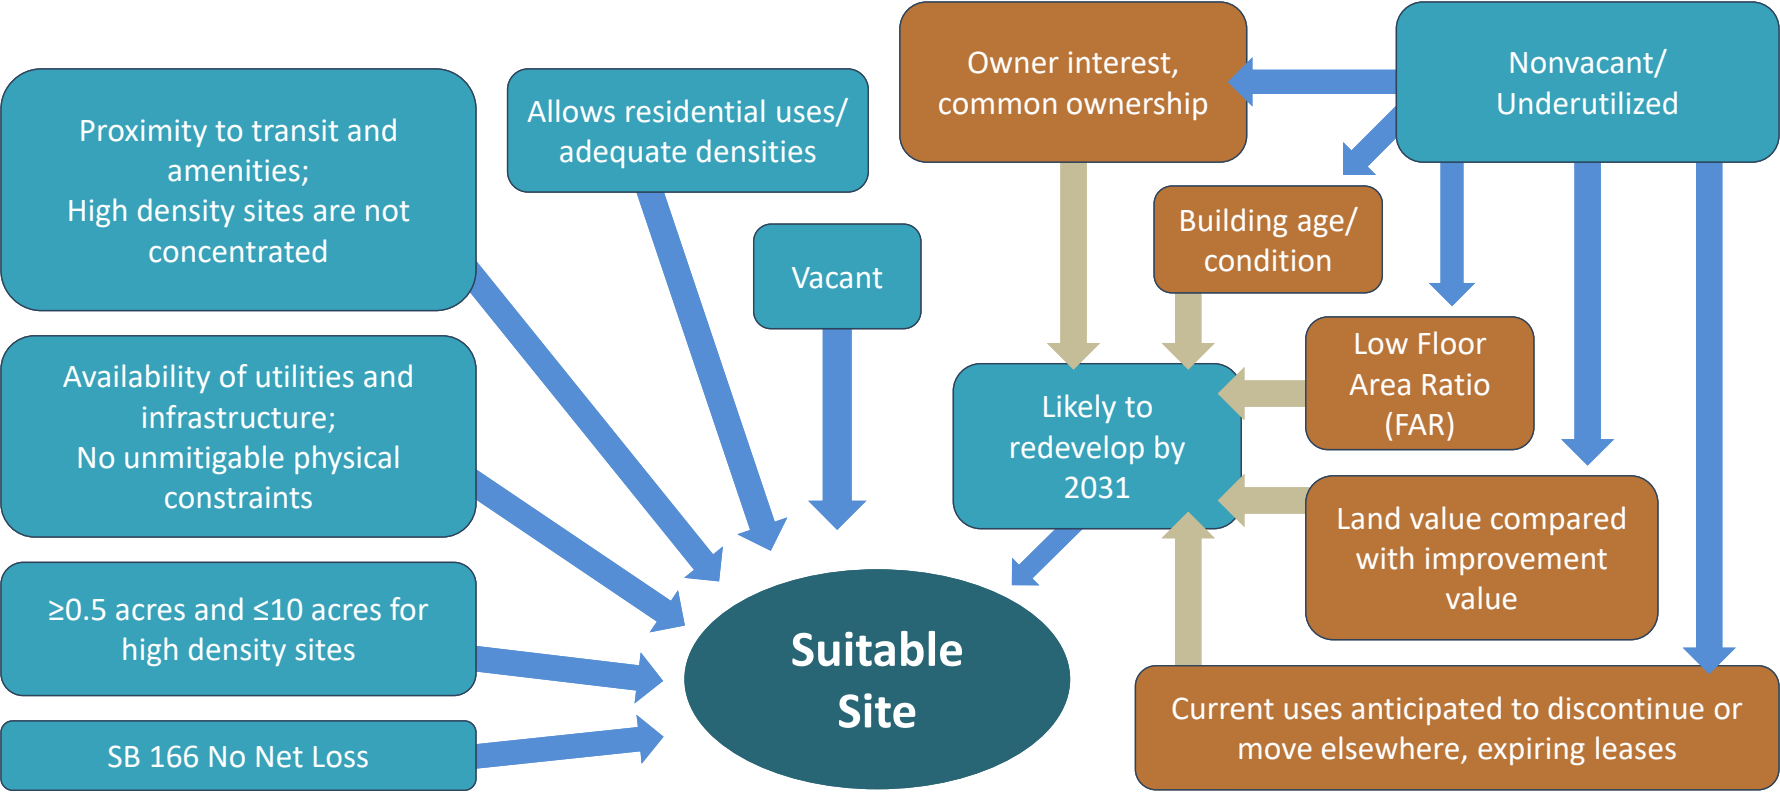 Proximity to transit and
amenities;
High density sites are not
concentrated
Allows residential uses/
adequate densities
Vacant
Owner interest,
common ownership
Nonvacant/
Underutilized
Building age/
condition
Availability of utilities and
infrastructure;
No unmitigable physical
constraints
Likely to
redevelop by
2031
Low Floor
Area Ratio
(FAR)
Land value compared
with improvement
value
≥0.5 acres and ≤10 acres for
high density sites
Suitable
Site
SB 166 No Net Loss
Current uses anticipated to discontinue or
move elsewhere, expiring leases